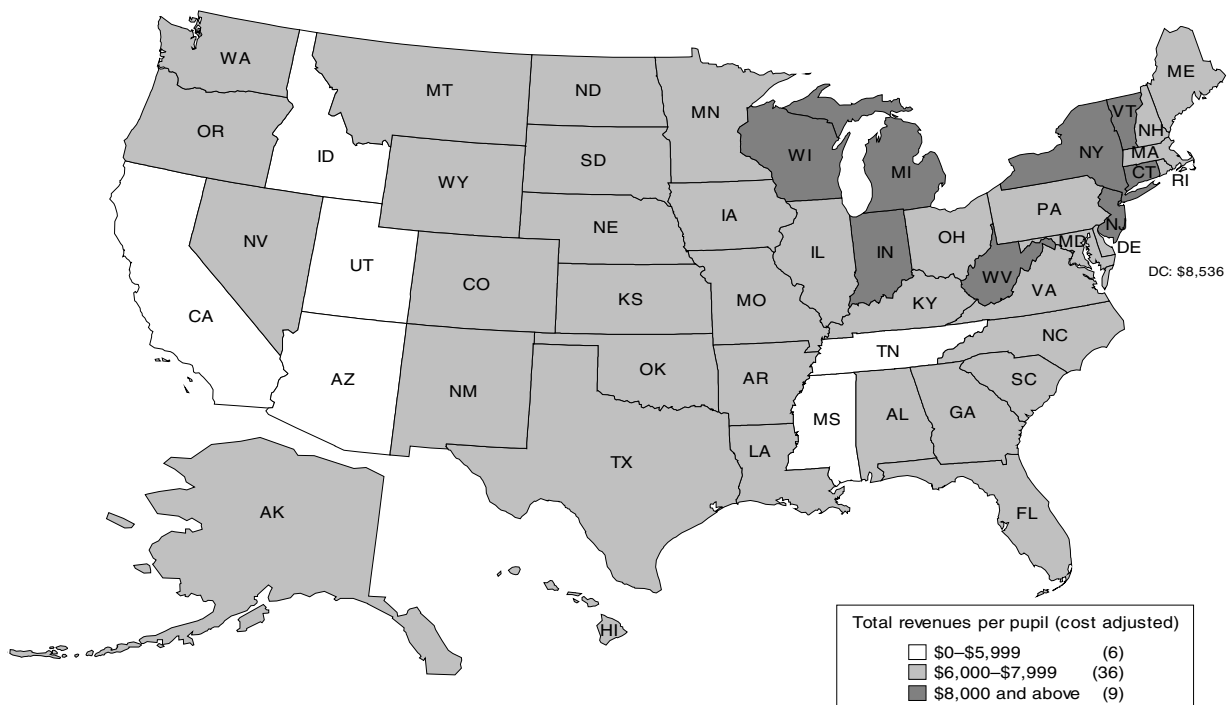 WA
MT
ND
MN
ME
OR
ID
WY
SD
WI
MI
NY
VT
NH
MA
CT
RI
NV
UT
CO
NE
IA
IL
IN
OH
PA
NJ
MD
DE
DC: $8,536
CA
AZ
NM
KS
MO
KY
WV
VA
OK
AR
TN
NC
SC
TX
LA
MS
AL
GA
FL
AK
HI
Total revenues per pupil (cost adjusted)
$0–$5,999 (6)
$6,000–$7,999 (36)
$8,000 and above (9)